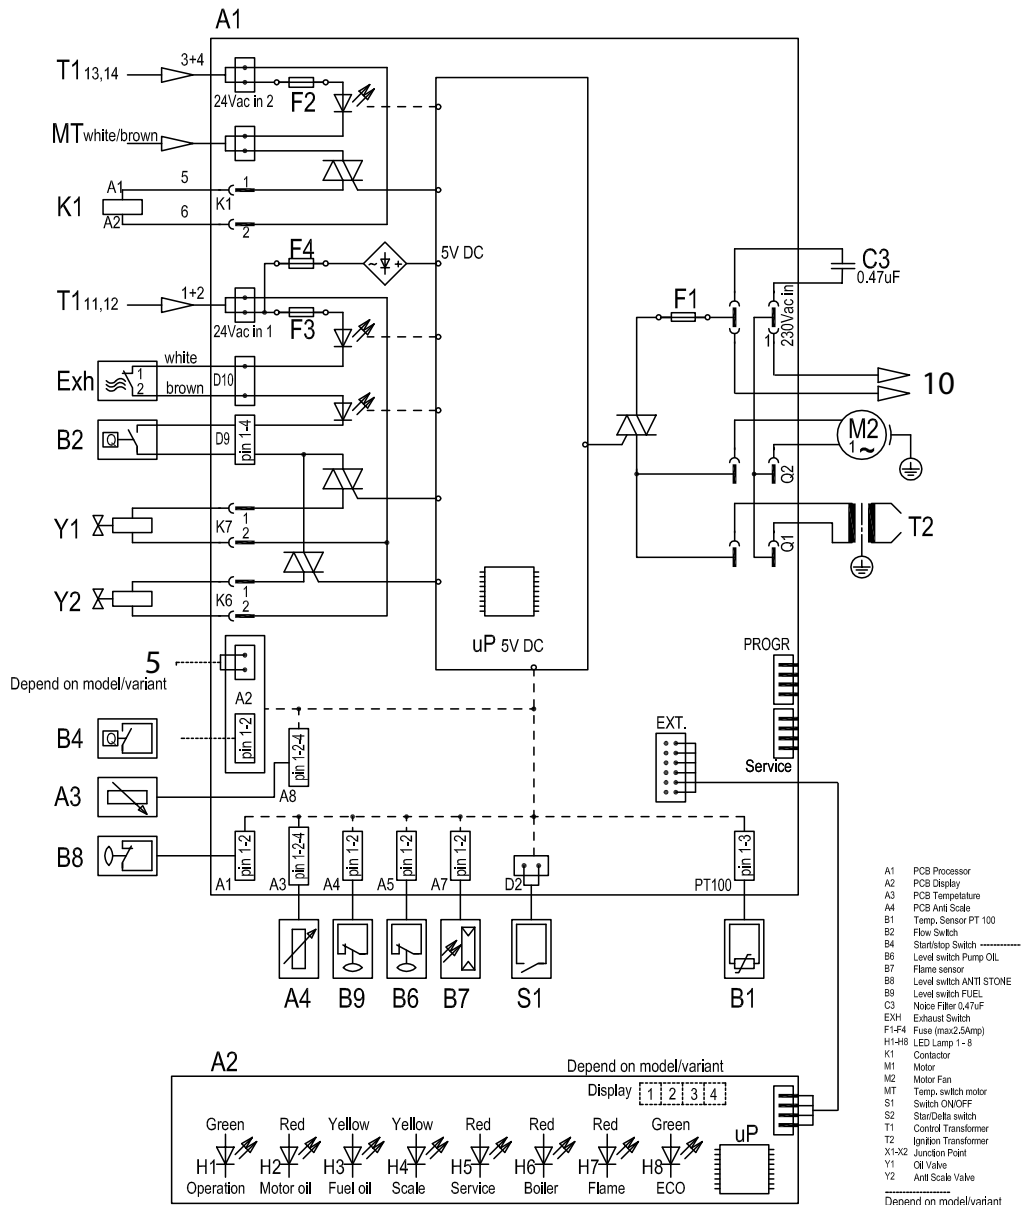 A1
T1 13,14
3+4
24Vac in 2
F2
MT white/brown
K1
A1
A2
5
6
K1
1
2
F4
5V DC
C3
0.47uF
T1 11,12
1+2
24Vac in 1
F3
F1
230Vac in
1
10
Exh
1
2
white
brown
D10
B2
Q
D9
pin 1-4
M2
1~
Q2
Y1
K7
1
2
Q1
T2
Y2
K6
1
2
uP 5V DC
5
Depend on model/variant
A2
pin 1-2
PROGR
B4
Q
pin 1-2-4
A8
EXT.
Service
A3
B8
pin 1-2
A1
pin 1-2-4
A3
pin 1-2
A4
pin 1-2
A5
pin 1-2
A7
D2
pin 1-3
PT100
A4
B9
B6
B7
S1
B1
A1 PCB Processor
A2 PCB Display
A3 PCB Tempetature
A4 PCB Anti Scale
B1 Temp. Sensor PT 100
B2 Flow Switch
B4 Start/stop Switch ------------
B6 Level switch Pump OIL
B7 Flame sensor
B8 Level switch ANTI STONE
B9 Level switch FUEL
C3 Noice Filter 0,47uF
EXH Exhaust Switch
F1-F4 Fuse (max2.5Amp)
H1-H8 LED Lamp 1 - 8
K1 Contactor
M1 Motor
M2 Motor Fan
MT Temp. switch motor
S1 Switch ON/OFF
S2 Star/Delta switch
T1 Control Transformer
T2 Ignition Transformer
X1-X2 Junction Point
Y1 Oil Valve
Y2 Anti Scale Valve
--------------------
Depend on model/variant
A2
Depend on model/variant
Display 1 2 3 4
Green Red Yellow Yellow Red Red Red Green
uP
H1 H2 H3 H4 H5 H6 H7 H8
Operation Motor oil Fuel oil Scale Service Boiler Flame ECO